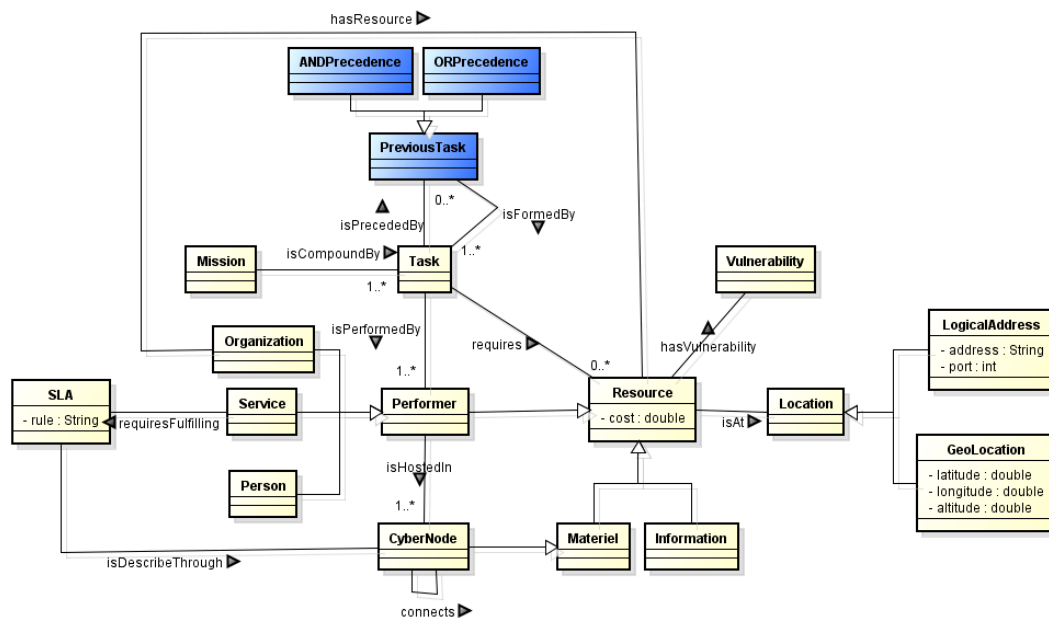 hasResource
ANDPrecedence
ORPrecedence
PreviousTask
0..*
isPrecededBy
isFormedBy
1..*
Mission
isCompoundBy
Task
1..*
Vulnerability
isPerformedBy
requires
hasVulnerability
LogicalAddress
- address : String
- port : int
Organization
1..*
0..*
SLA
- rule : String
requiresFulfilling
Service
Performer
Resource
- cost : double
isAt
Location
GeoLocation
- latitude : double
- longitude : double
- altitude : double
isHostedIn
Person
1..*
CyberNode
Materiel
Information
isDescribeThrough
connects